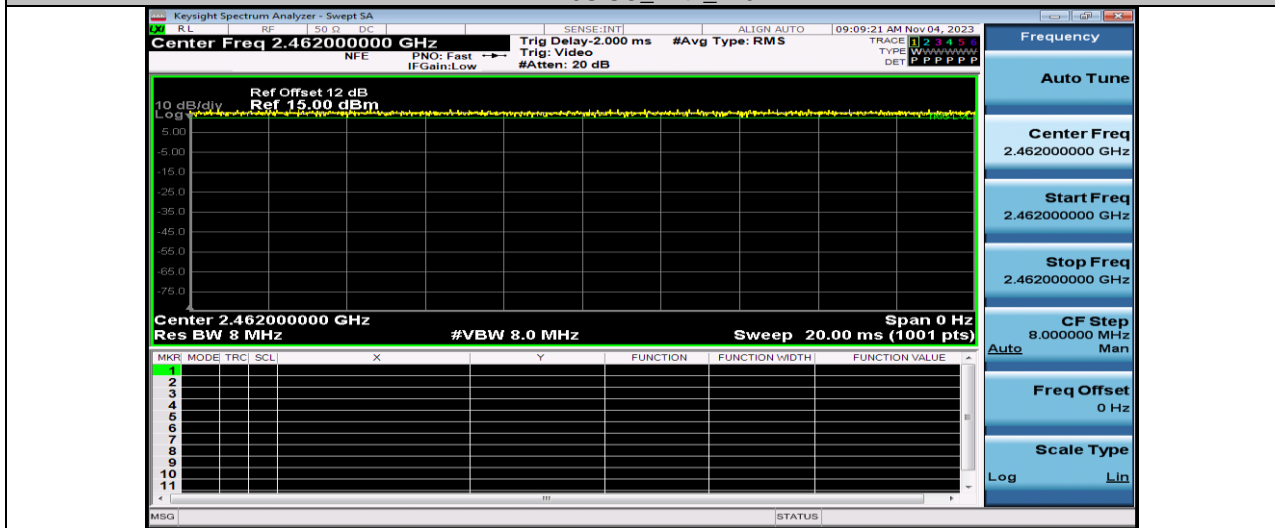 Keysight Spectrum Analyzer - Swept SA
LXI RL RF 50 Ω DC SENSE:INT ALIGN AUTO 09:09:21 AM Nov 04, 2023
Center Freq 2.462000000 GHz
NFE
PNO: Fast
IFGain:Low
Trig Delay-2.000 ms
Trig: Video
#Atten: 20 dB
#Avg Type: RMS
TRACE 1 2 3 4 5 6
TYPE WWWWWW
DET P P P P P P
Ref Offset 12 dB
10 dB/div Ref 15.00 dBm
Log
TRIG LVL
5.00
-5.00
-15.0
-25.0
-35.0
-45.0
-55.0
-65.0
-75.0
Center 2.462000000 GHz Span 0 Hz
Res BW 8 MHz #VBW 8.0 MHz Sweep 20.00 ms (1001 pts)
MKR MODE TRC SCL X Y FUNCTION FUNCTION WIDTH FUNCTION VALUE
1
2
3
4
5
6
7
8
9
10
11
MSG STATUS
Frequency
Auto Tune
Center Freq
2.462000000 GHz
Start Freq
2.462000000 GHz
Stop Freq
2.462000000 GHz
CF Step
8.000000 MHz
Auto Man
Freq Offset
0 Hz
Scale Type
Log Lin